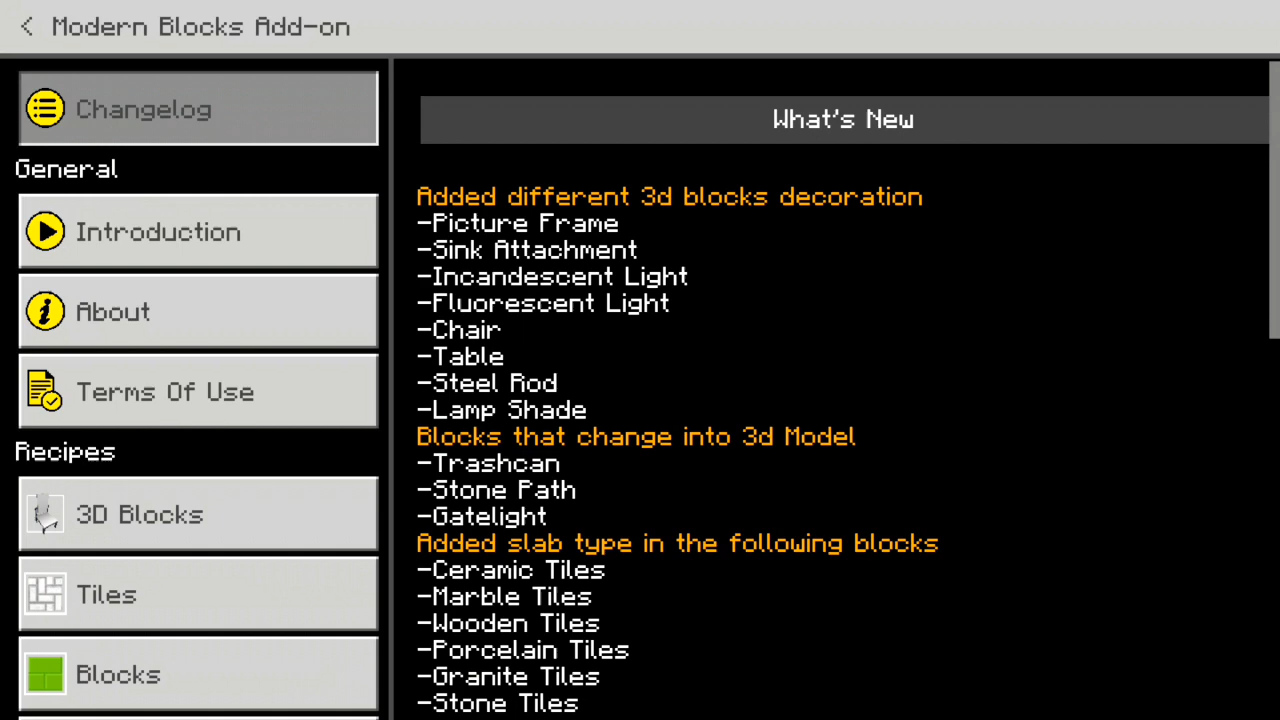 Modern Blocks Add-on
Changelog
General
Introduction
About
Terms Of Use
Recipes
3D Blocks
Tiles
Blocks
What's New
Added different 3d blocks decoration
-Picture Frame
-Sink Attachment
-Incandescent Light
-Fluorescent Light
-Chair
-Table
-Steel Rod
-Lamp Shade
Blocks that change into 3d Model
-Trashcan
-Stone Path
-Gatelight
Added slab type in the following blocks
-Ceramic Tiles
-Marble Tiles
-Wooden Tiles
-Porcelain Tiles
-Granite Tiles
-Stone Tiles